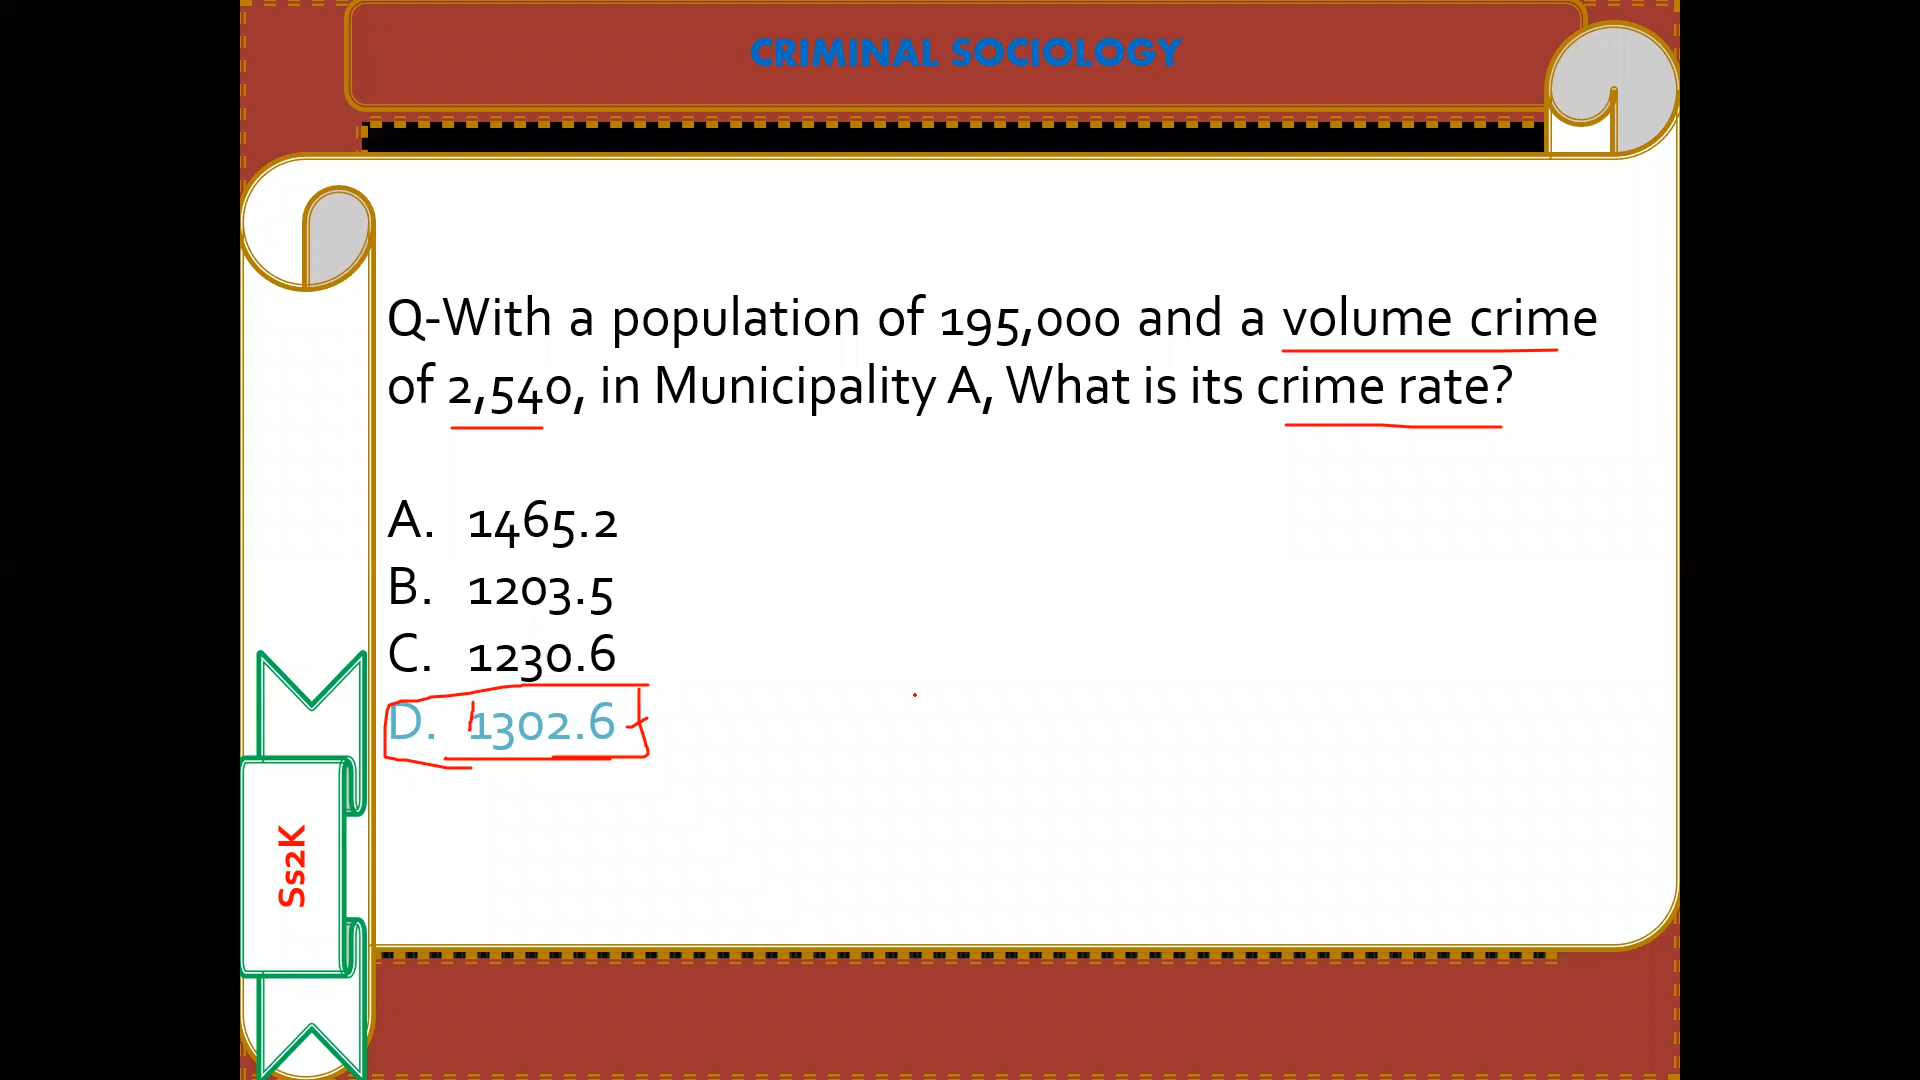 CRIMINAL SOCIOLOGY
Q-With a population of 195,000 and a volume crime
of 2,540, in Municipality A, What is its crime rate?
A. 1465.2
B. 1203.5
C. 1230.6
D. 1302.6
Ss2K